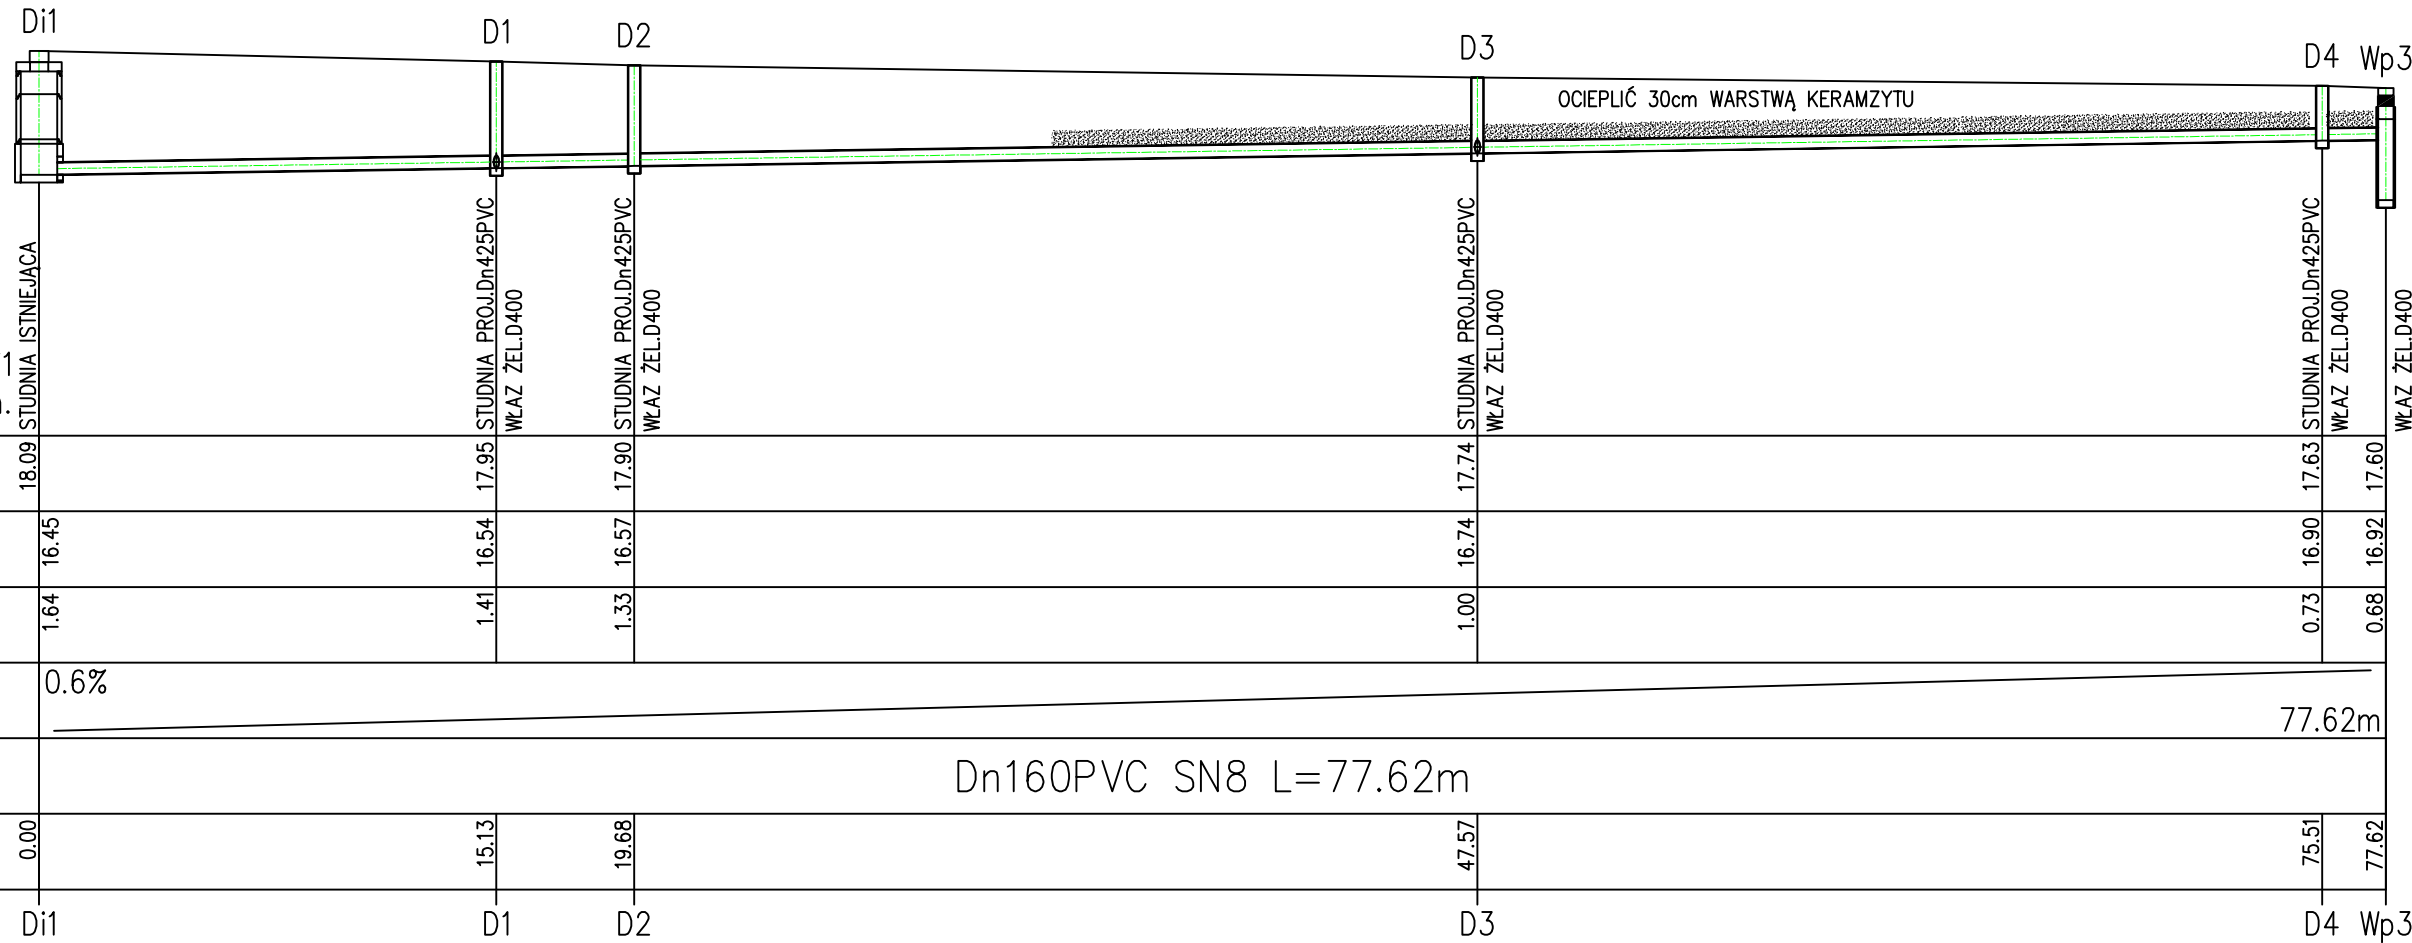 Di1
D1
D2
D3
D4
Wp3
OCIEPLIĆ 30cm WARSTWĄ KERAMZYTU
1
STUDNIA ISTNIEJĄCA
STUDNIA PROJ.Dn425PVC
WŁAZ ŻEL.D400
STUDNIA PROJ.Dn425PVC
WŁAZ ŻEL.D400
STUDNIA PROJ.Dn425PVC
WŁAZ ŻEL.D400
STUDNIA PROJ.Dn425PVC
WŁAZ ŻEL.D400
WŁAZ ŻEL.D400
18.09
17.95
17.90
17.74
17.63
17.60
16.45
16.54
16.57
16.74
16.90
16.92
1.64
1.41
1.33
1.00
0.73
0.68
0.6%
77.62m
Dn160PVC SN8 L=77.62m
0.00
15.13
19.68
47.57
75.51
77.62
Di1
D1
D2
D3
D4
Wp3